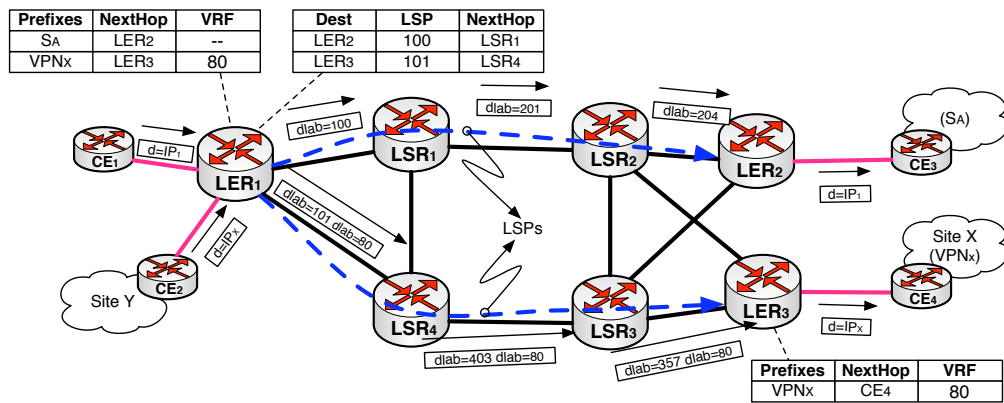 Prefixes NextHop VRF
SA LER2 --
VPNX LER3 80
Dest LSP NextHop
LER2 100 LSR1
LER3 101 LSR4
dlab=100
dlab=201
dlab=204
d=IP1
CE1
LER1
LSR1
LSR2
LER2
(SA)
CE3
d=IP1
d=IPX
dlab=101 dlab=80
LSPs
Site Y
CE2
LSR4
LSR3
LER3
Site X
(VPNX)
CE4
d=IPX
dlab=403 dlab=80
dlab=357 dlab=80
Prefixes NextHop VRF
VPNX CE4 80